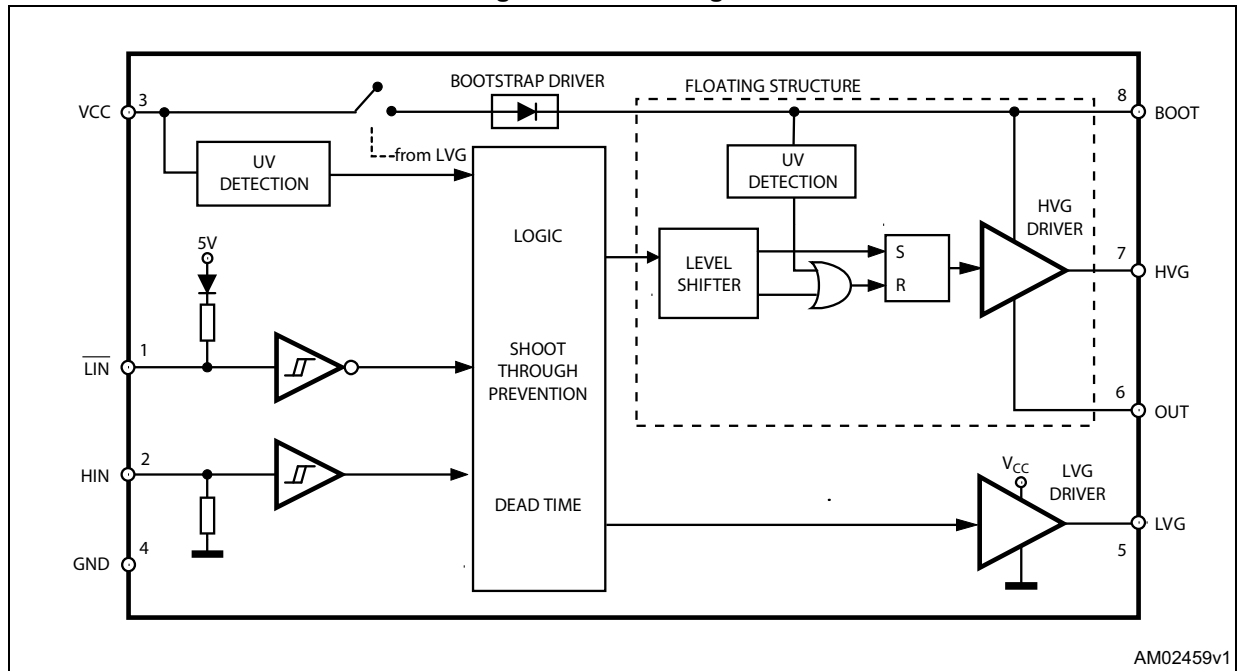 VCC
3
BOOTSTRAP DRIVER
FLOATING STRUCTURE
8
BOOT
from LVG
UV
DETECTION
UV
DETECTION
HVG
DRIVER
5V
LOGIC
LEVEL
SHIFTER
S
R
7
HVG
LIN
1
SHOOT
THROUGH
PREVENTION
6
OUT
HIN
2
VCC
LVG
DRIVER
DEAD TIME
LVG
5
GND
4
AM02459v1